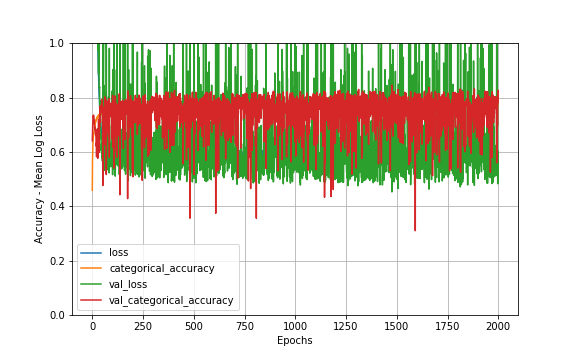 1.0
0.8
0.6
0.4
0.2
0.0
Accuracy - Mean Log Loss
loss
categorical_accuracy
val_loss
val_categorical_accuracy
0 250 500 750 1000 1250 1500 1750 2000
Epochs